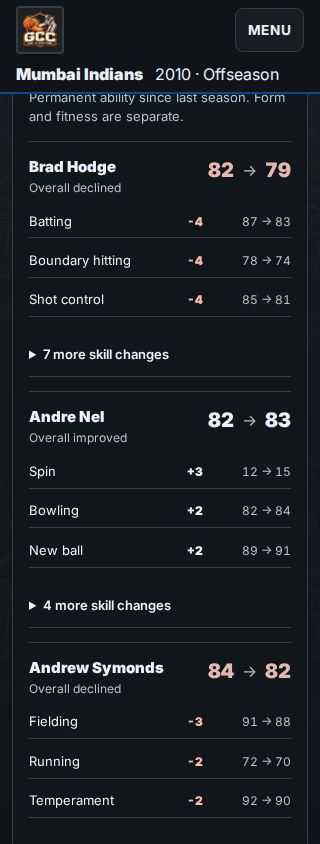 GCC
MENU
Mumbai Indians 2010 · Offseason
Permanent ability since last season. Form
and fitness are separate.
Brad Hodge 82 → 79
Overall declined
Batting -4 87 → 83
Boundary hitting -4 78 → 74
Shot control -4 85 → 81
▶ 7 more skill changes
Andre Nel 82 → 83
Overall improved
Spin +3 12 → 15
Bowling +2 82 → 84
New ball +2 89 → 91
▶ 4 more skill changes
Andrew Symonds 84 → 82
Overall declined
Fielding -3 91 → 88
Running -2 72 → 70
Temperament -2 92 → 90